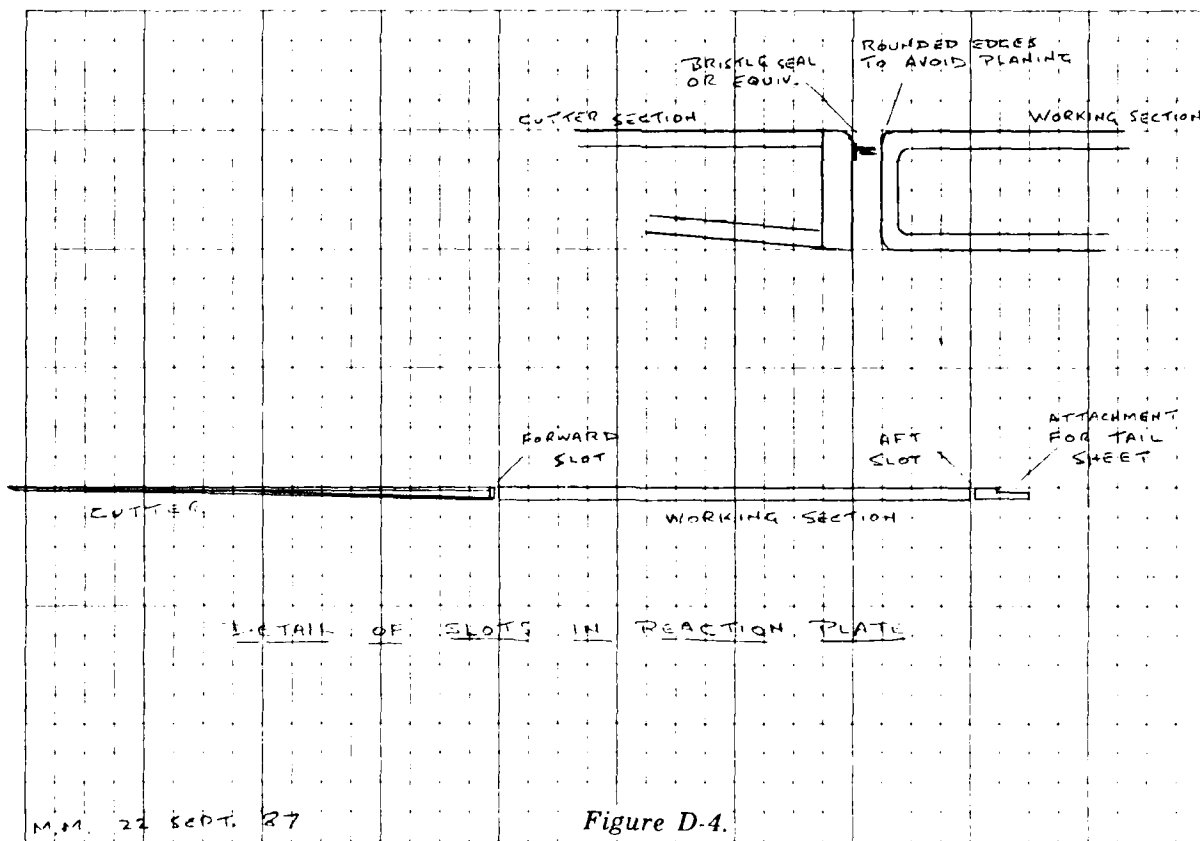 BRISTLE SEAL
OR EQUIV.
ROUNDED EDGES
TO AVOID PLANING
CUTTER SECTION
WORKING SECTION
FORWARD
SLOT
AFT
SLOT
ATTACHMENT
FOR TAIL
SHEET
CUTTER
WORKING SECTION
DETAIL OF SLOTS IN REACTION PLATE
M.M. 22 SEPT. 87
Figure D-4.